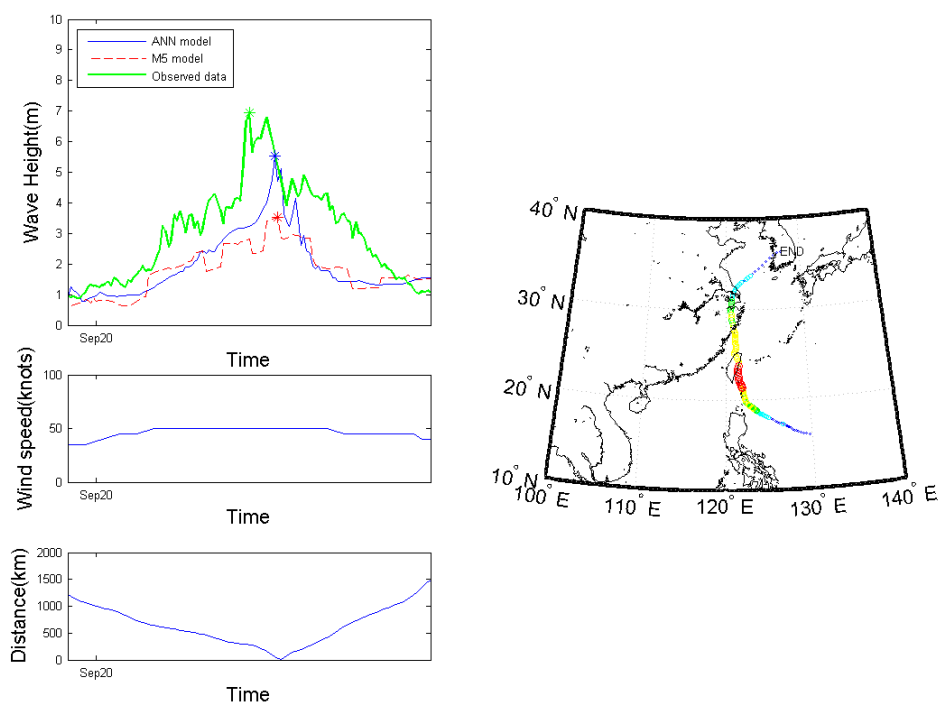 10
9
8
7
6
5
4
3
2
1
0
Wave Height(m)
ANN model
M5 model
Observed data
Sep20
Time
100
50
0
Wind speed(knots)
Sep20
Time
2000
1500
1000
500
0
Distance(km)
Sep20
Time
40° N
30° N
20° N
10° N
100° E
110° E
120° E
130° E
140° E
END